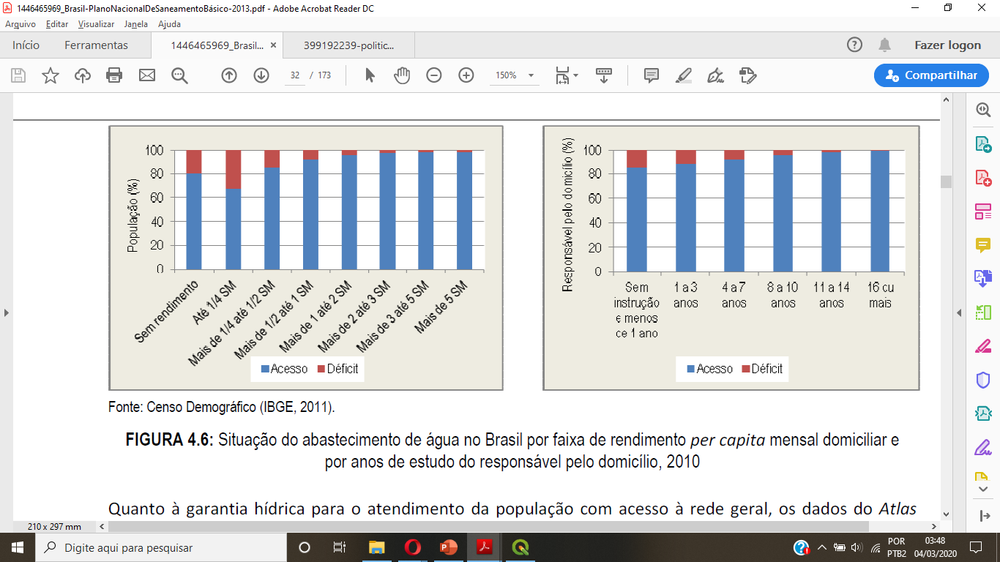 1446465969_Brasil-PlanoNacionalDeSaneamentoBásico-2013.pdf - Adobe Acrobat Reader DC
Arquivo Editar Visualizar Janela Ajuda
Início Ferramentas 1446465969_Brasil... × 399192239-politic... Fazer logon
32 / 173 150% Compartilhar
População (%)
100
80
60
40
20
0
Sem rendimento
Até 1/4 SM
Mais de 1/4 até 1/2 SM
Mais de 1/2 até 1 SM
Mais de 1 até 2 SM
Mais de 2 até 3 SM
Mais de 3 até 5 SM
Mais de 5 SM
Acesso Déficit
Responsável pelo domicílio (%)
100
80
60
40
20
0
Sem instrução e menos ce 1 ano
1 a 3 anos
4 a 7 anos
8 a 10 anos
11 a 14 anos
16 cu mais
Acesso Déficit
Fonte: Censo Demográfico (IBGE, 2011).
FIGURA 4.6: Situação do abastecimento de água no Brasil por faixa de rendimento per capita mensal domiciliar e
por anos de estudo do responsável pelo domicílio, 2010
Quanto à garantia hídrica para o atendimento da população com acesso à rede geral, os dados do Atlas
210 x 297 mm
Digite aqui para pesquisar
POR
PTB2
03:48
04/03/2020